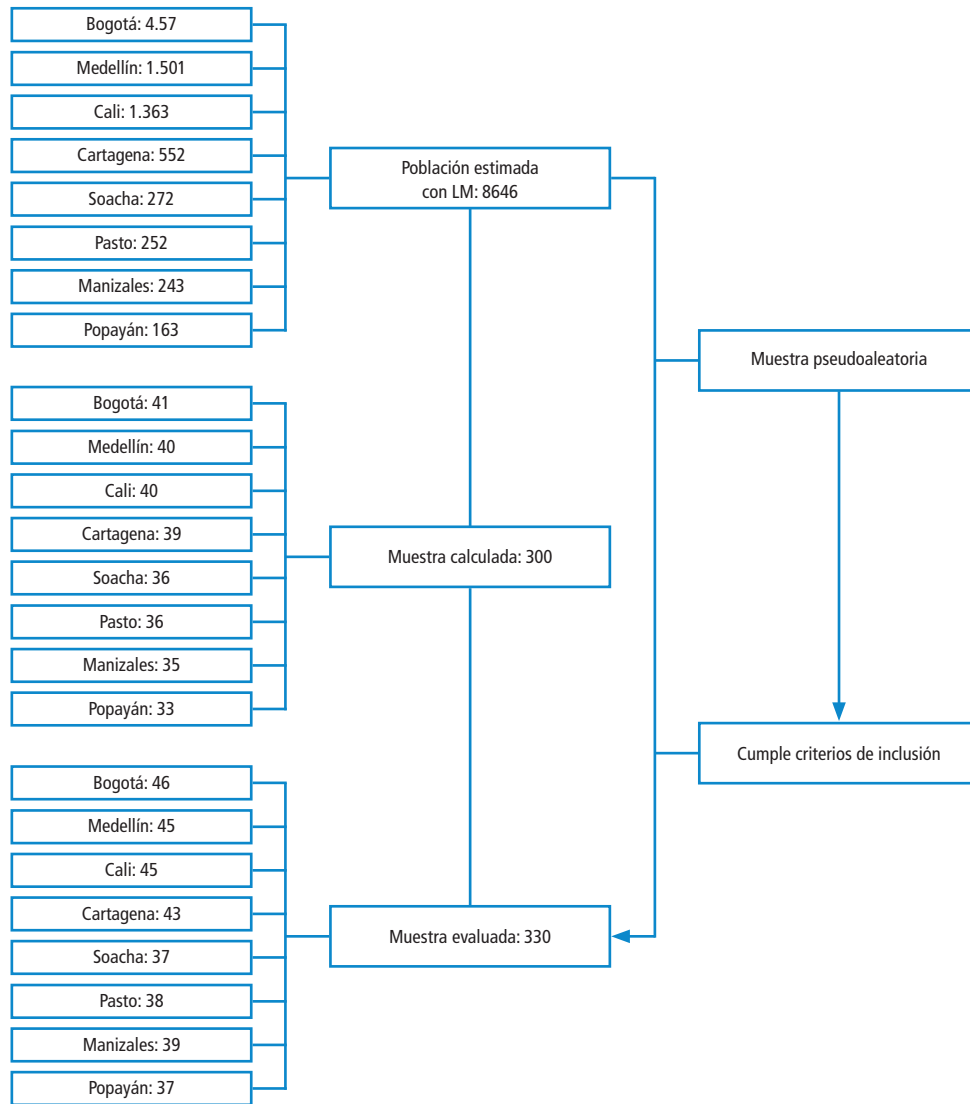 Bogotá: 4.57
Medellín: 1.501
Cali: 1.363
Cartagena: 552
Soacha: 272
Pasto: 252
Manizales: 243
Popayán: 163
Población estimada
con LM: 8646
Muestra pseudoaleatoria
Bogotá: 41
Medellín: 40
Cali: 40
Cartagena: 39
Soacha: 36
Pasto: 36
Manizales: 35
Popayán: 33
Muestra calculada: 300
Cumple criterios de inclusión
Bogotá: 46
Medellín: 45
Cali: 45
Cartagena: 43
Soacha: 37
Pasto: 38
Manizales: 39
Popayán: 37
Muestra evaluada: 330